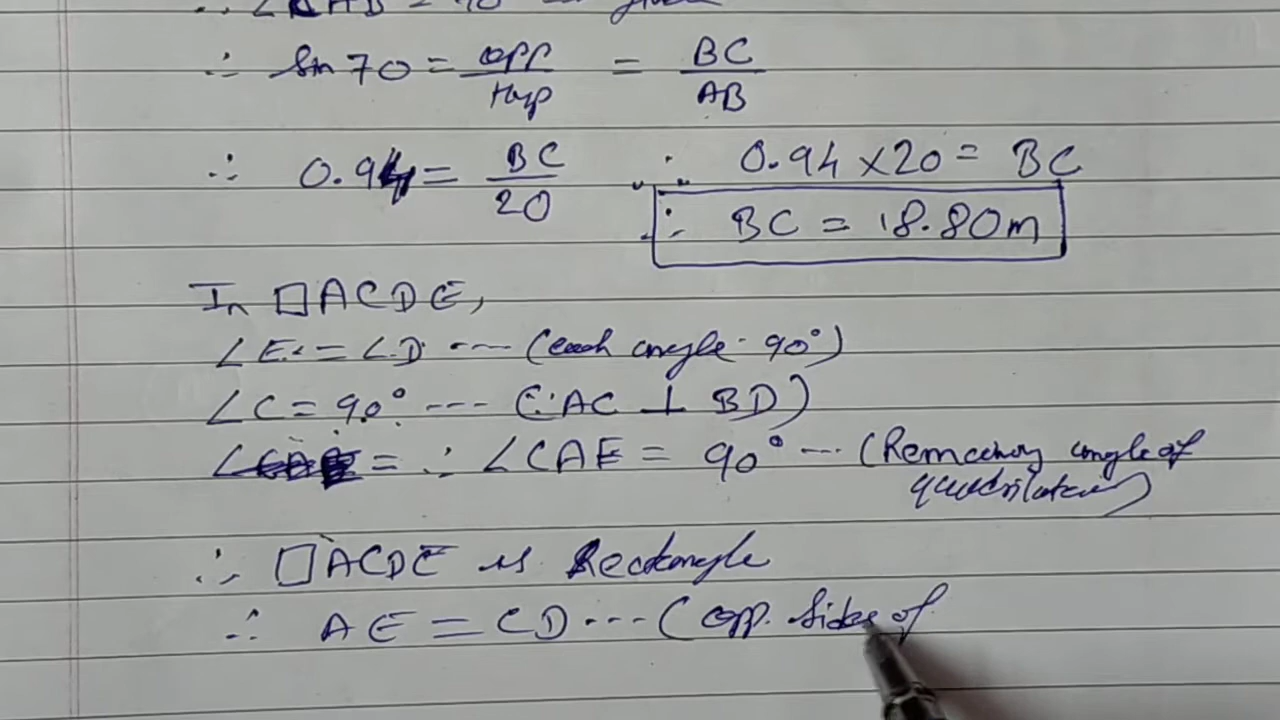 ∴ sin 70 = opp/Hyp = BC/AB
∴ 0.94 = BC/20 ∴ 0.94 × 20 = BC
∴ BC = 18.80m
In □ACDE,
∠E = ∠D ---- (each angle 90°)
∠C = 90° --- (∵ AC ⊥ BD)
∠ = ∴ ∠CAE = 90° --- (Remaining angle of
quadrilateral)
∴ □ACDE is Rectangle
∴ AE = CD --- (opp. sides of